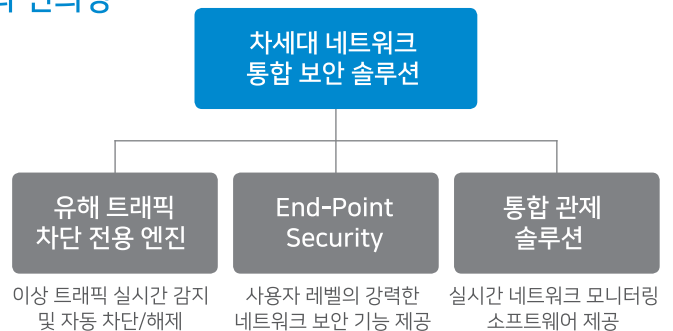 차세대 네트워크
통합 보안 솔루션
유해 트래픽
차단 전용 엔진
End-Point
Security
통합 관제
솔루션
이상 트래픽 실시간 감지
및 자동 차단/해제
사용자 레벨의 강력한
네트워크 보안 기능 제공
실시간 네트워크 모니터링
소프트웨어 제공